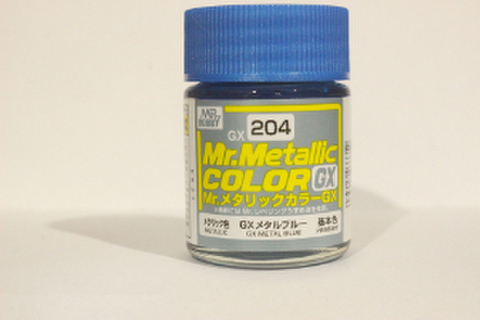 MR.
HOBBY
GX 204
Mr.Metallic
COLOR GX
Mr.メタリックカラーGX
メタリック色 GXメタルブルー 基本色
METALLIC GX METAL BLUE